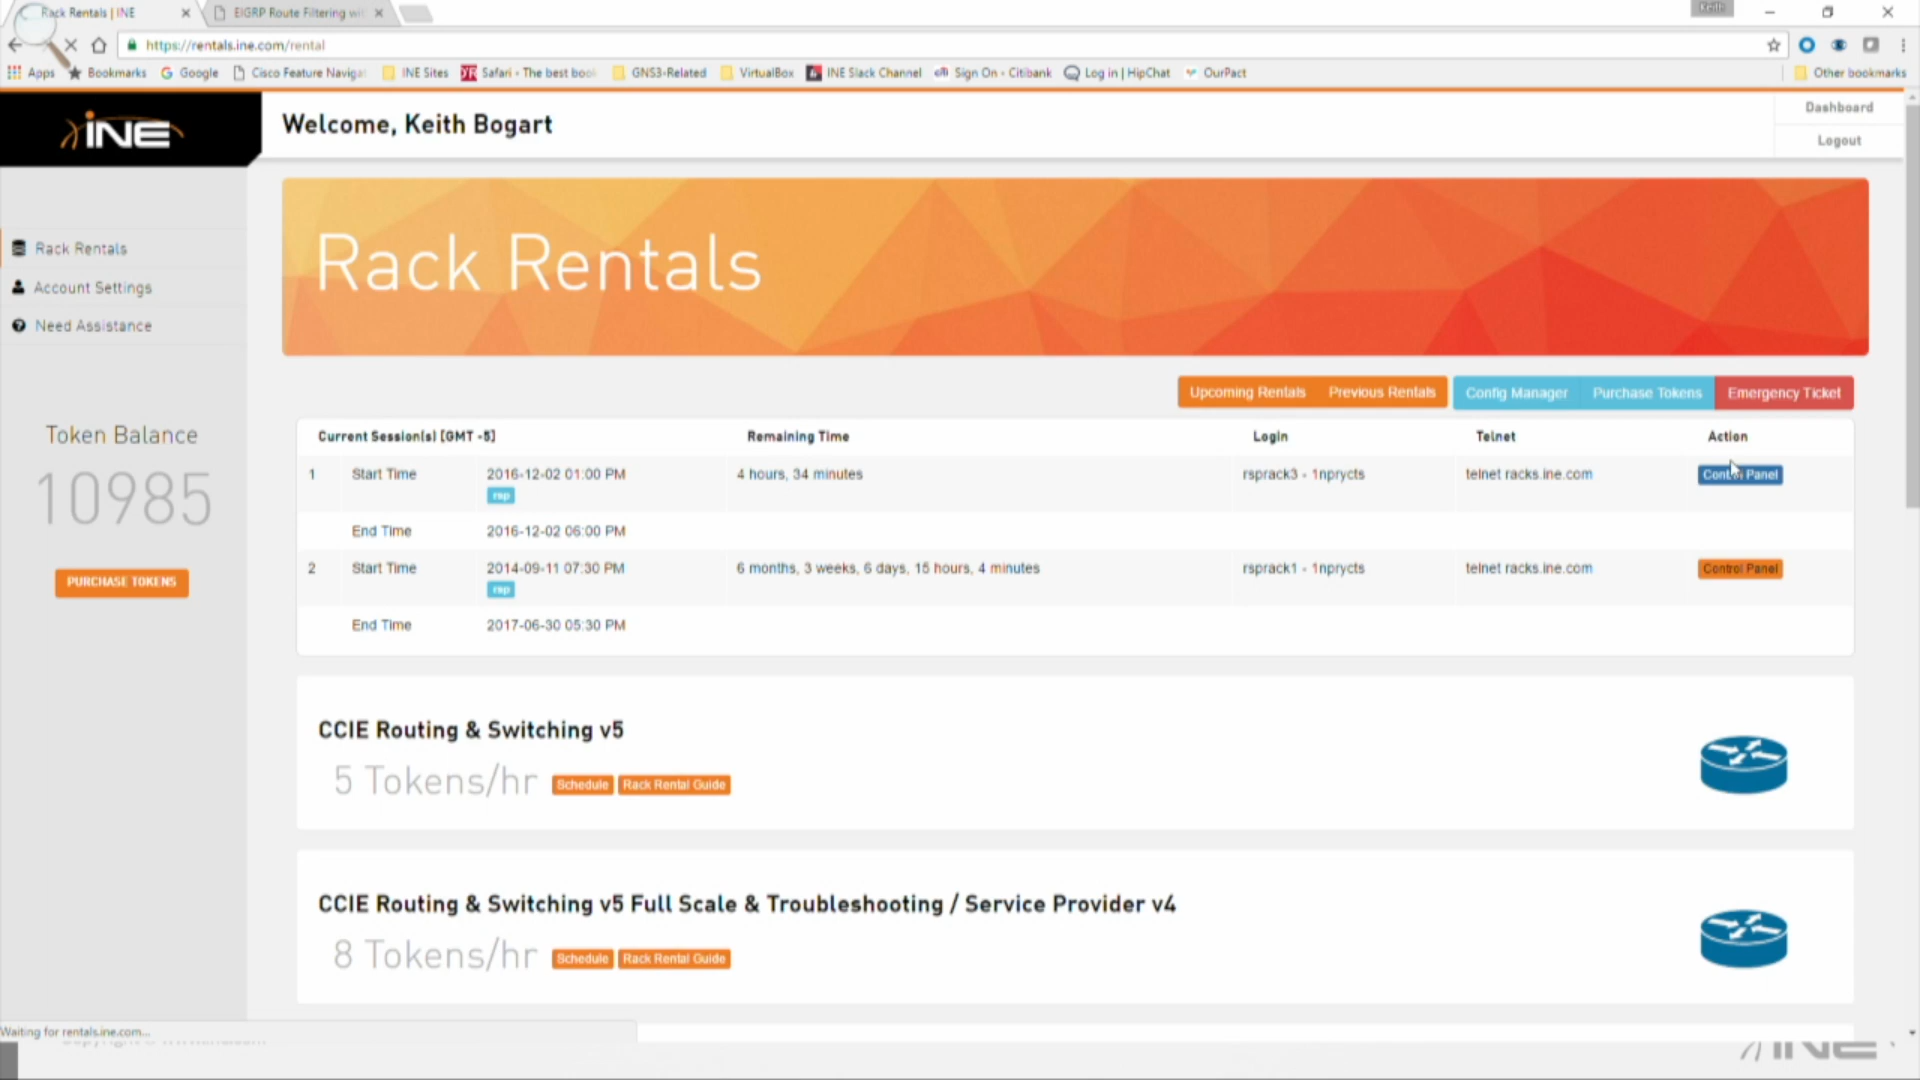 Rack Rentals | INE
EIGRP Route Filtering wi
Keith
https://rentals.ine.com/rental
Apps Bookmarks Google Cisco Feature Naviga INE Sites Safari - The best boo GNS3-Related VirtualBox INE Slack Channel Sign On - Citibank Log in | HipChat OurPact Other bookmarks
INE
Welcome, Keith Bogart
Dashboard
Logout
Rack Rentals
Account Settings
Need Assistance
Token Balance
10985
PURCHASE TOKENS
Rack Rentals
Upcoming Rentals Previous Rentals Config Manager Purchase Tokens Emergency Ticket
Current Session(s) [GMT -5] Remaining Time Login Telnet Action
1 Start Time 2016-12-02 01:00 PM 4 hours, 34 minutes rsprack3 - 1nprycts telnet racks.ine.com Control Panel
rsp
End Time 2016-12-02 06:00 PM
2 Start Time 2014-09-11 07:30 PM 6 months, 3 weeks, 6 days, 15 hours, 4 minutes rsprack1 - 1nprycts telnet racks.ine.com Control Panel
rsp
End Time 2017-06-30 05:30 PM
CCIE Routing & Switching v5
5 Tokens/hr Schedule Rack Rental Guide
CCIE Routing & Switching v5 Full Scale & Troubleshooting / Service Provider v4
8 Tokens/hr Schedule Rack Rental Guide
Waiting for rentals.ine.com...